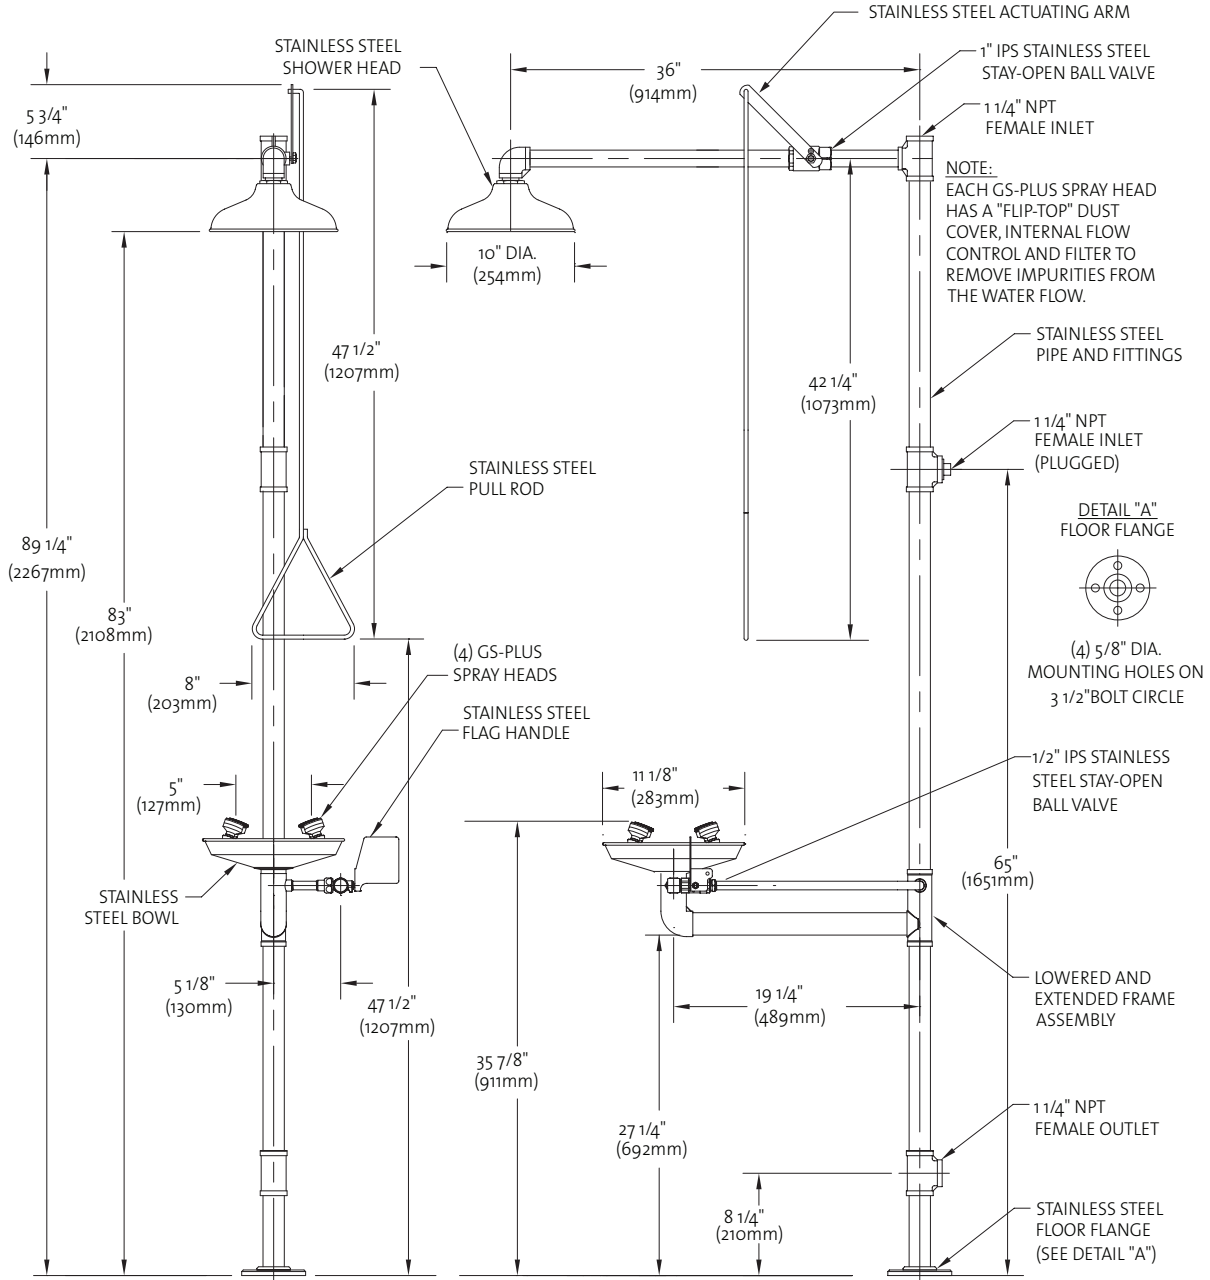 STAINLESS STEEL ACTUATING ARM
STAINLESS STEEL
SHOWER HEAD
1" IPS STAINLESS STEEL
STAY-OPEN BALL VALVE
36"
(914mm)
5 3/4"
(146mm)
1 1/4" NPT
FEMALE INLET
NOTE:
EACH GS-PLUS SPRAY HEAD
HAS A "FLIP-TOP" DUST
COVER, INTERNAL FLOW
CONTROL AND FILTER TO
REMOVE IMPURITIES FROM
THE WATER FLOW.
10" DIA.
(254mm)
47 1/2"
(1207mm)
42 1/4"
(1073mm)
STAINLESS STEEL
PIPE AND FITTINGS
1 1/4" NPT
FEMALE INLET
(PLUGGED)
STAINLESS STEEL
PULL ROD
DETAIL "A"
FLOOR FLANGE
89 1/4"
(2267mm)
83"
(2108mm)
(4) 5/8" DIA.
MOUNTING HOLES ON
3 1/2"BOLT CIRCLE
(4) GS-PLUS
SPRAY HEADS
8"
(203mm)
STAINLESS STEEL
FLAG HANDLE
1/2" IPS STAINLESS
STEEL STAY-OPEN
BALL VALVE
5"
(127mm)
11 1/8"
(283mm)
65"
(1651mm)
STAINLESS
STEEL BOWL
5 1/8"
(130mm)
47 1/2"
(1207mm)
19 1/4"
(489mm)
LOWERED AND
EXTENDED FRAME
ASSEMBLY
35 7/8"
(911mm)
27 1/4"
(692mm)
1 1/4" NPT
FEMALE OUTLET
8 1/4"
(210mm)
STAINLESS STEEL
FLOOR FLANGE
(SEE DETAIL "A")